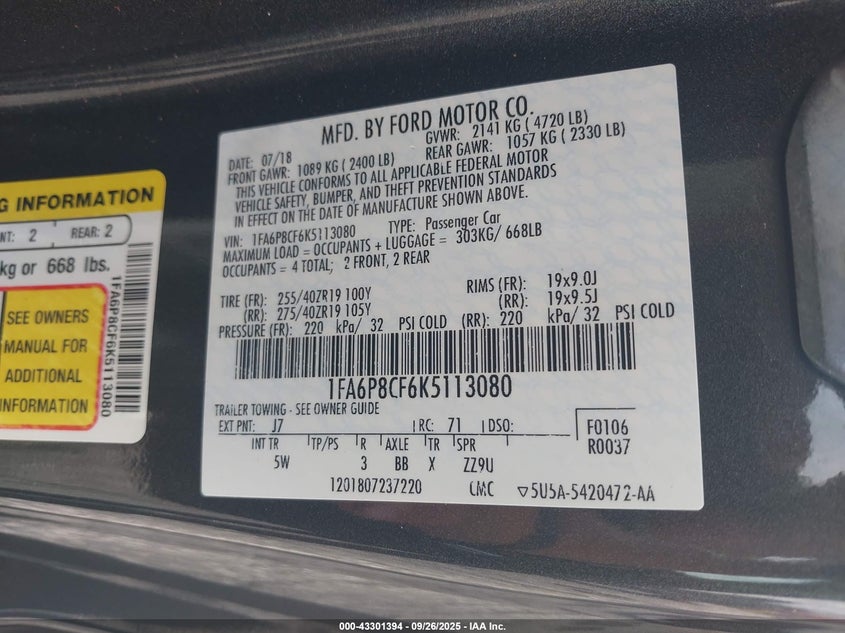 MFD. BY FORD MOTOR CO.
DATE: 07/18 GVWR: 2141 KG ( 4720 LB)
FRONT GAWR: 1089 KG ( 2400 LB) REAR GAWR: 1057 KG ( 2330 LB)
THIS VEHICLE CONFORMS TO ALL APPLICABLE FEDERAL MOTOR
VEHICLE SAFETY, BUMPER, AND THEFT PREVENTION STANDARDS
IN EFFECT ON THE DATE OF MANUFACTURE SHOWN ABOVE.
VIN: 1FA6P8CF6K5113080 TYPE: Passenger Car
MAXIMUM LOAD = OCCUPANTS + LUGGAGE = 303KG/ 668LB
OCCUPANTS = 4 TOTAL; 2 FRONT, 2 REAR
TIRE (FR): 255/40ZR19 100Y RIMS (FR): 19x9.0J
(RR): 275/40ZR19 105Y (RR): 19x9.5J
PRESSURE (FR): 220 kPa/ 32 PSI COLD (RR): 220 kPa/ 32 PSI COLD
1FA6P8CF6K5113080
TRAILER TOWING - SEE OWNER GUIDE
EXT PNT: J7 RC: 71 DSO: F0106
R0037
INT TR TP/PS R AXLE TR SPR
5W 3 BB X ZZ9U
1201807237220 CMC ▽5U5A-5420472-AA
G INFORMATION
NT: 2 REAR: 2
kg or 668 lbs.
SEE OWNERS
MANUAL FOR
ADDITIONAL
INFORMATION
1FA6P8CF6K5113080
000-43301394 - 09/26/2025 - IAA Inc.